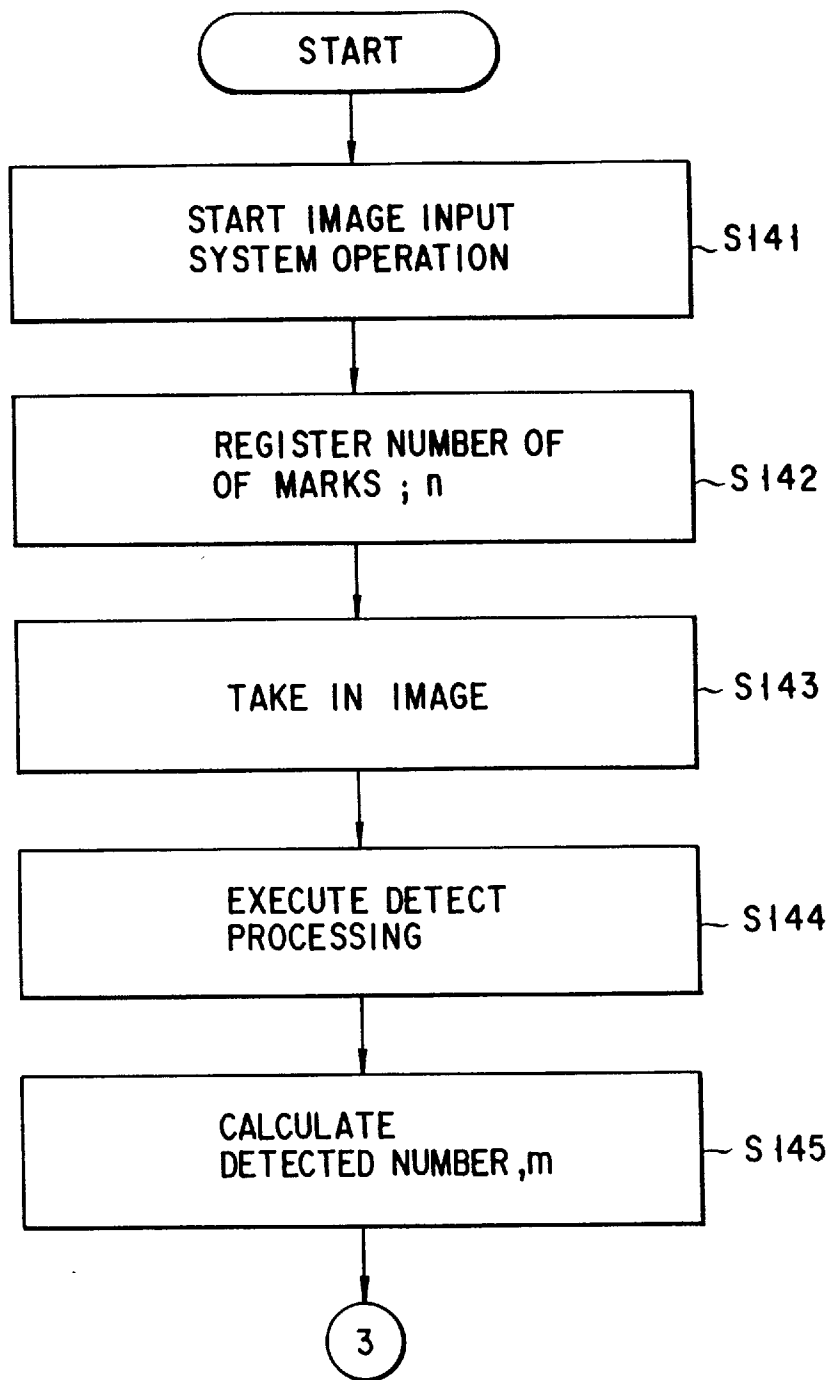 START
START IMAGE INPUT
SYSTEM OPERATION
~S141
REGISTER NUMBER OF
OF MARKS ; n
~S142
TAKE IN IMAGE
~S143
EXECUTE DETECT
PROCESSING
~S144
CALCULATE
DETECTED NUMBER ,m
~S145
3